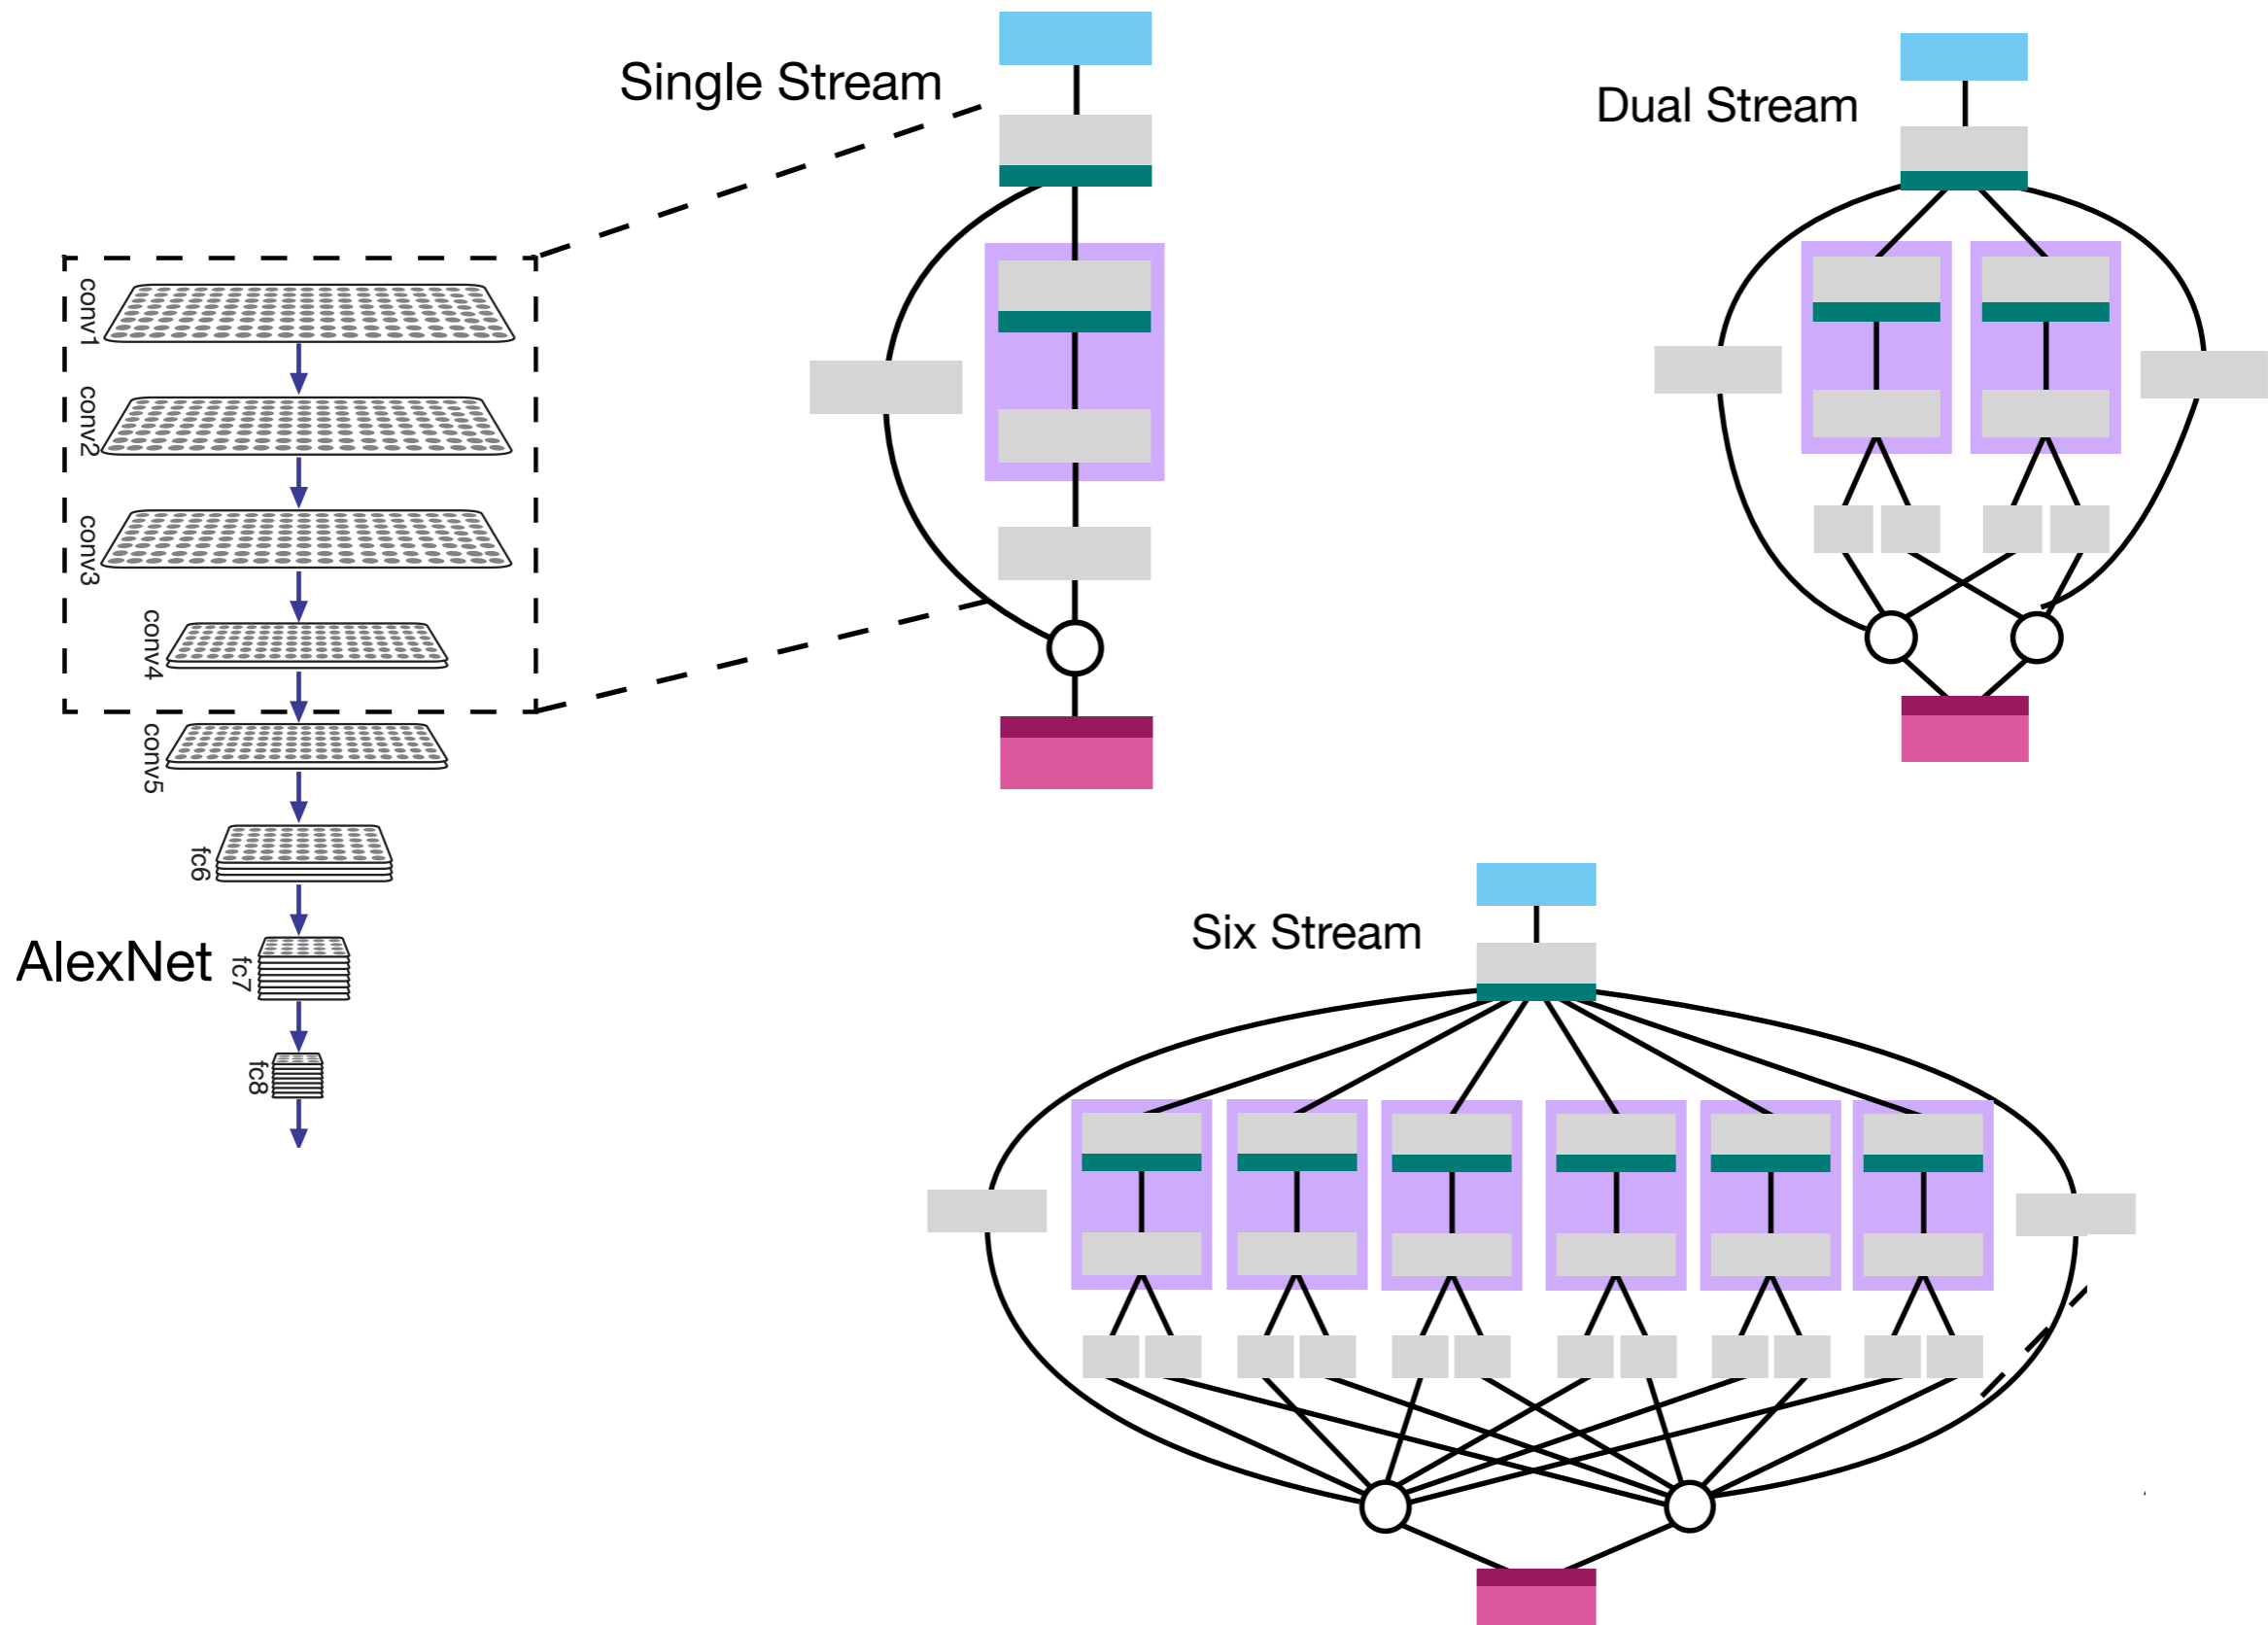 Single Stream
Dual Stream
conv1
conv2
conv3
conv4
conv5
fc6
AlexNet
fc7
fc8
Six Stream